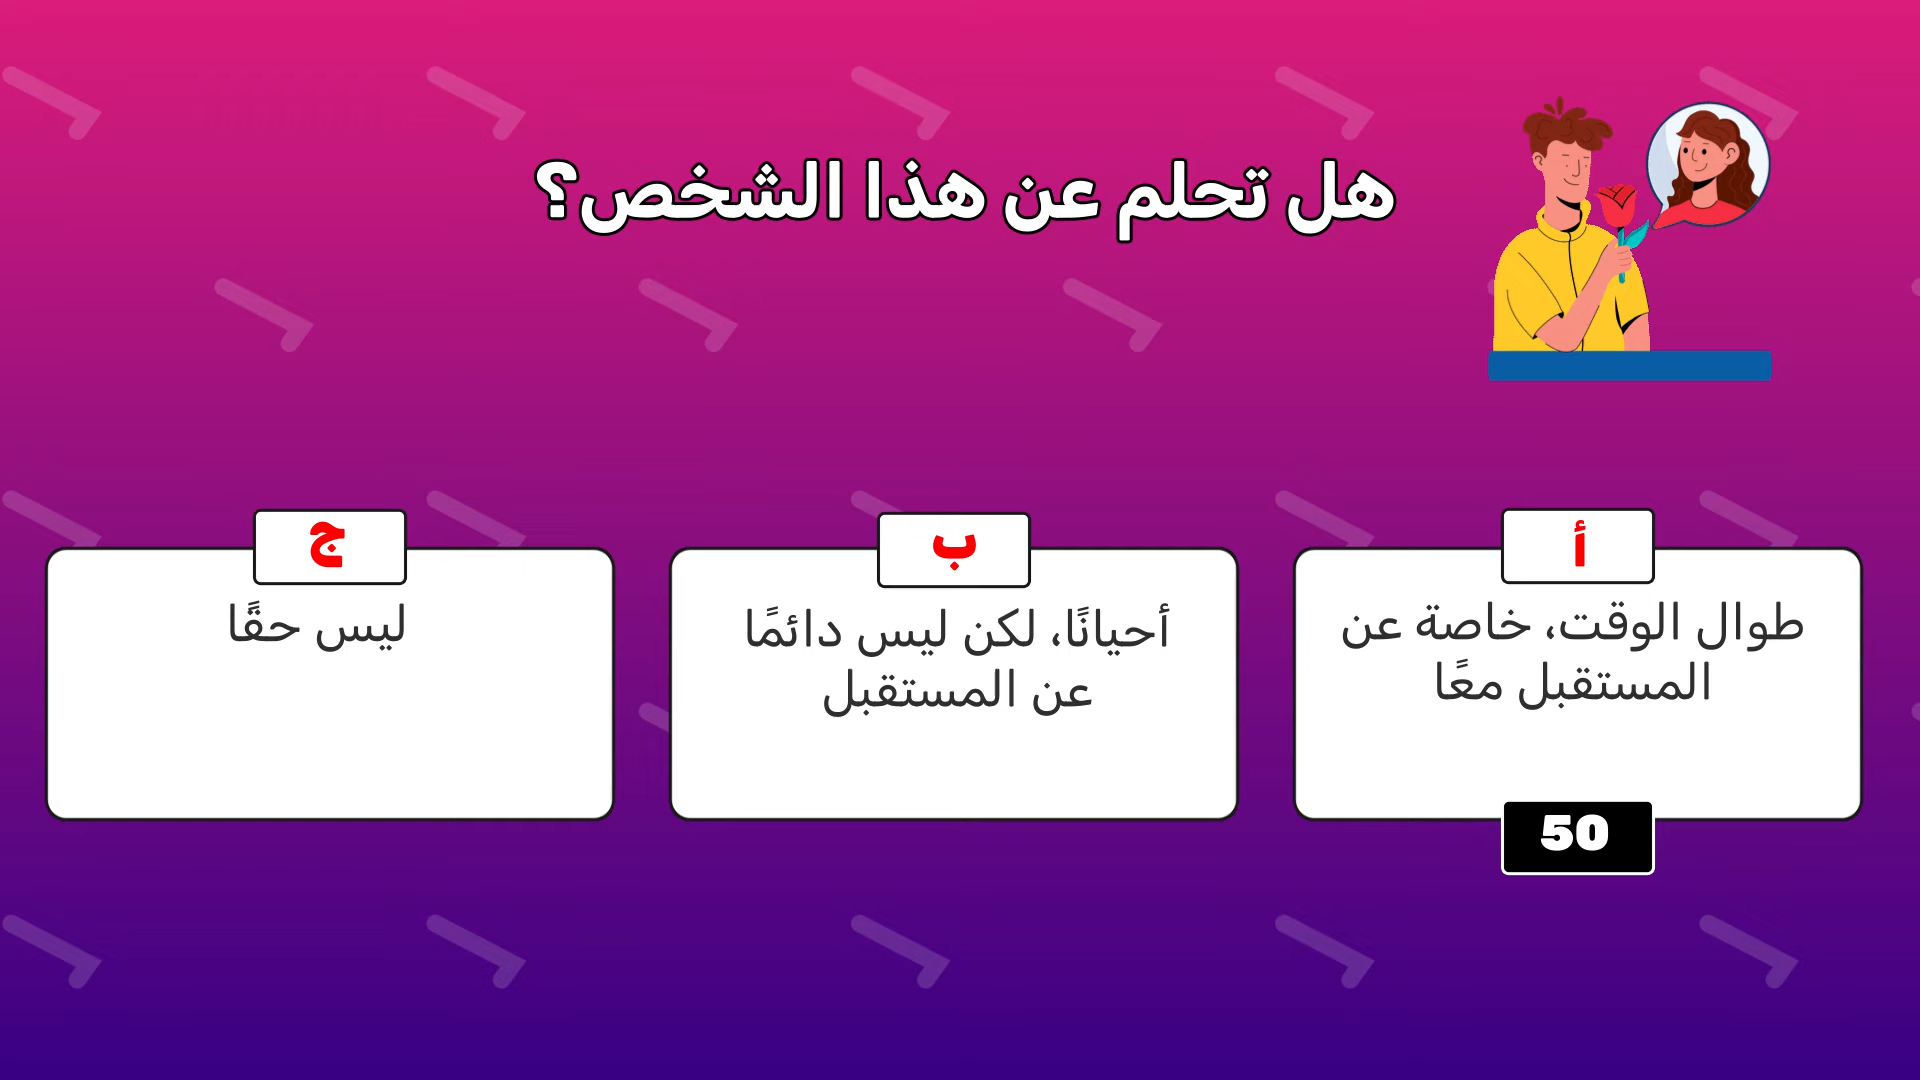 هل تحلم عن هذا الشخص؟
أ
طوال الوقت، خاصة عن
المستقبل معًا
50
ب
أحيانًا، لكن ليس دائمًا
عن المستقبل
ج
ليس حقًا